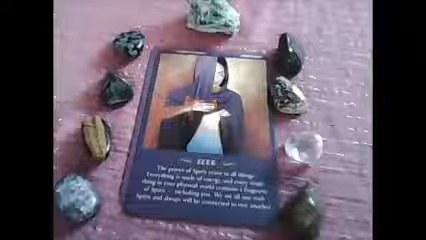 SEEK
The power of Spirit exists in all things.
Everything is made of energy, and every single
thing in your physical world contains a fragment
of Spirit — including you. We are all one with
Spirit and always will be connected to one another.